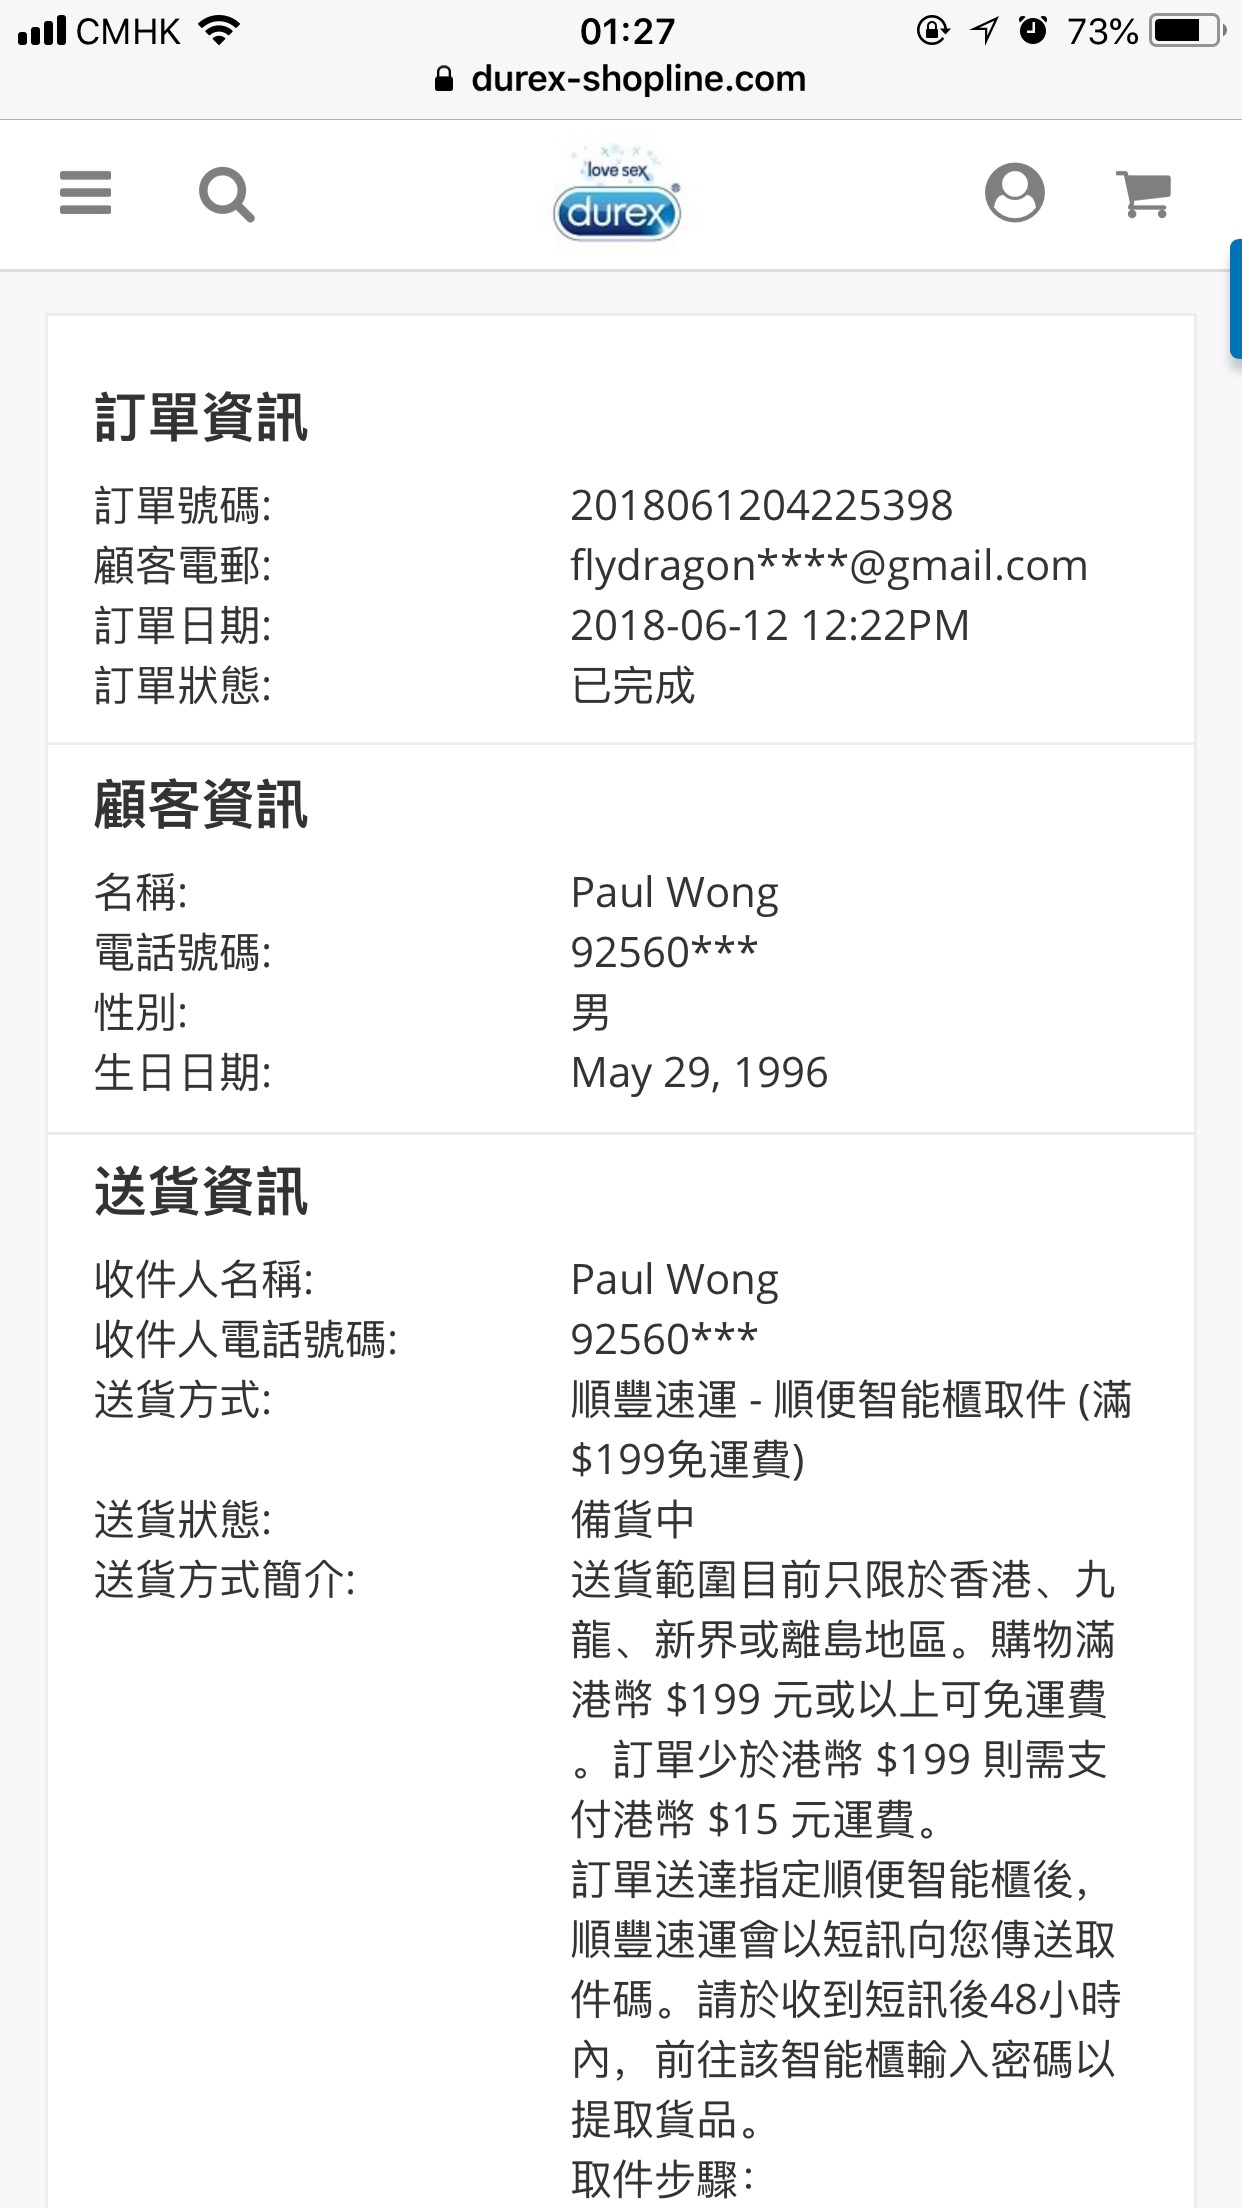 CMHK 01:27 73%
durex-shopline.com
love sex
durex®
訂單資訊
訂單號碼: 2018061204225398
顧客電郵: flydragon****@gmail.com
訂單日期: 2018-06-12 12:22PM
訂單狀態: 已完成
顧客資訊
名稱: Paul Wong
電話號碼: 92560***
性別: 男
生日日期: May 29, 1996
送貨資訊
收件人名稱: Paul Wong
收件人電話號碼: 92560***
送貨方式: 順豐速運 - 順便智能櫃取件 (滿
$199免運費)
送貨狀態: 備貨中
送貨方式簡介: 送貨範圍目前只限於香港、九
龍、新界或離島地區。購物滿
港幣 $199 元或以上可免運費
。訂單少於港幣 $199 則需支
付港幣 $15 元運費。
訂單送達指定順便智能櫃後，
順豐速運會以短訊向您傳送取
件碼。請於收到短訊後48小時
內，前往該智能櫃輸入密碼以
提取貨品。
取件步驟：